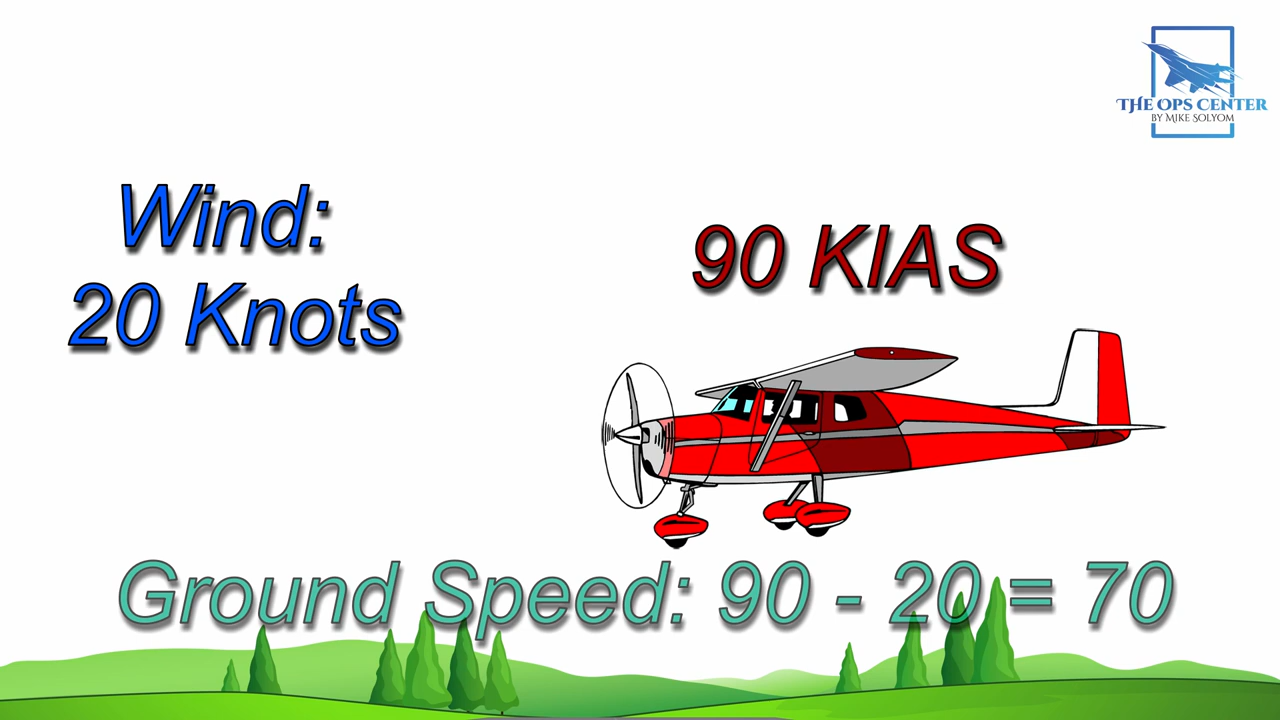 THE OPS CENTER
BY MIKE SOLYOM
Wind:
20 Knots
90 KIAS
Ground Speed: 90 - 20 = 70